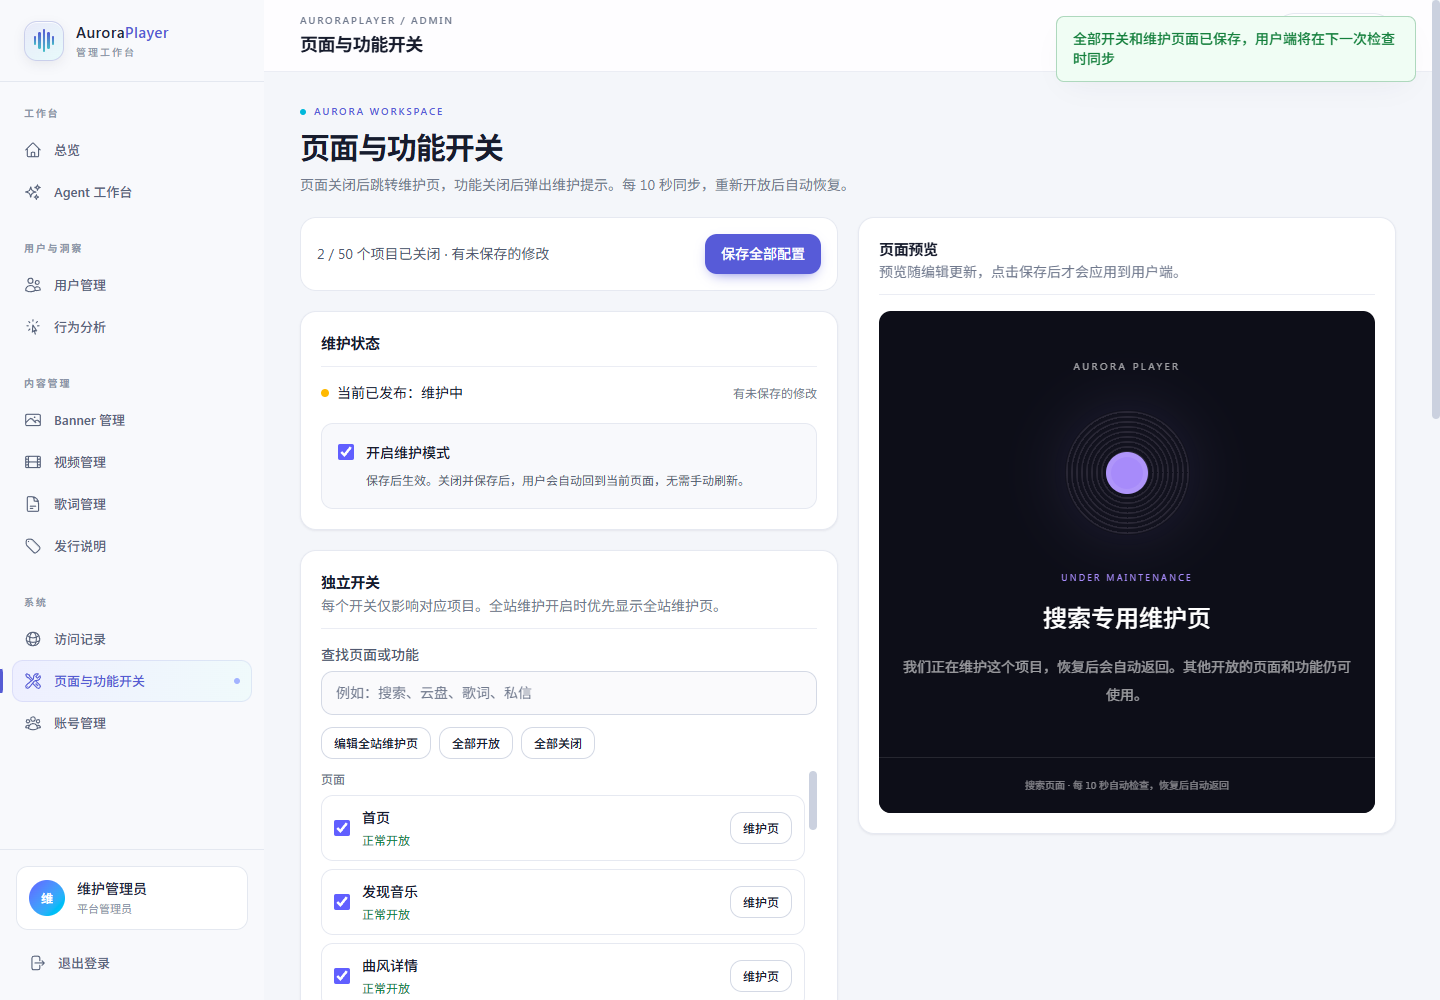 AuroraPlayer
管理工作台
工作台
总览
Agent 工作台
用户与洞察
用户管理
行为分析
内容管理
Banner 管理
视频管理
歌词管理
发行说明
系统
访问记录
页面与功能开关
账号管理
维
维护管理员
平台管理员
退出登录
AURORAPLAYER / ADMIN
页面与功能开关
全部开关和维护页面已保存，用户端将在下一次检查
时同步
AURORA WORKSPACE
页面与功能开关
页面关闭后跳转维护页，功能关闭后弹出维护提示。每 10 秒同步，重新开放后自动恢复。
2 / 50 个项目已关闭 · 有未保存的修改
保存全部配置
维护状态
当前已发布：维护中
有未保存的修改
开启维护模式
保存后生效。关闭并保存后，用户会自动回到当前页面，无需手动刷新。
独立开关
每个开关仅影响对应项目。全站维护开启时优先显示全站维护页。
查找页面或功能
例如：搜索、云盘、歌词、私信
编辑全站维护页
全部开放
全部关闭
页面
首页
正常开放
维护页
发现音乐
正常开放
维护页
曲风详情
正常开放
维护页
页面预览
预览随编辑更新，点击保存后才会应用到用户端。
AURORA PLAYER
UNDER MAINTENANCE
搜索专用维护页
我们正在维护这个项目，恢复后会自动返回。其他开放的页面和功能仍可
使用。
搜索页面 · 每 10 秒自动检查，恢复后自动返回